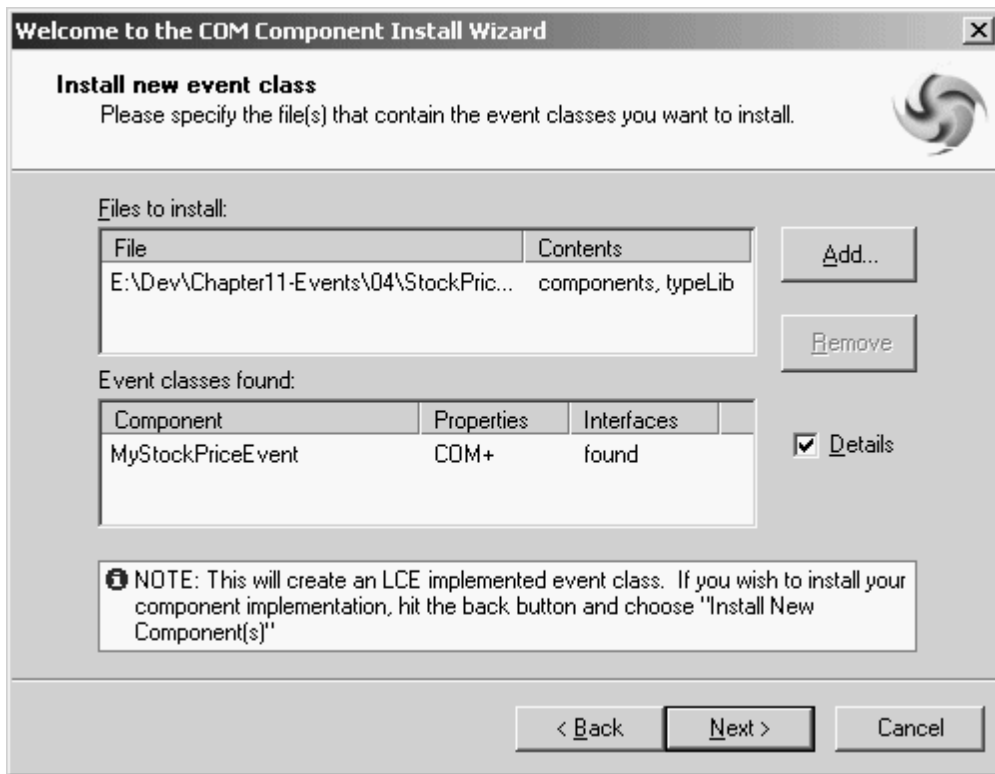 Welcome to the COM Component Install Wizard
Install new event class
Please specify the file(s) that contain the event classes you want to install.
Files to install:
File Contents
E:\Dev\Chapter11-Events\04\StockPric... components, typeLib
Add...
Remove
Event classes found:
Component Properties Interfaces
MyStockPriceEvent COM+ found
Details
NOTE: This will create an LCE implemented event class. If you wish to install your
component implementation, hit the back button and choose "Install New
Component(s)"
< Back Next > Cancel